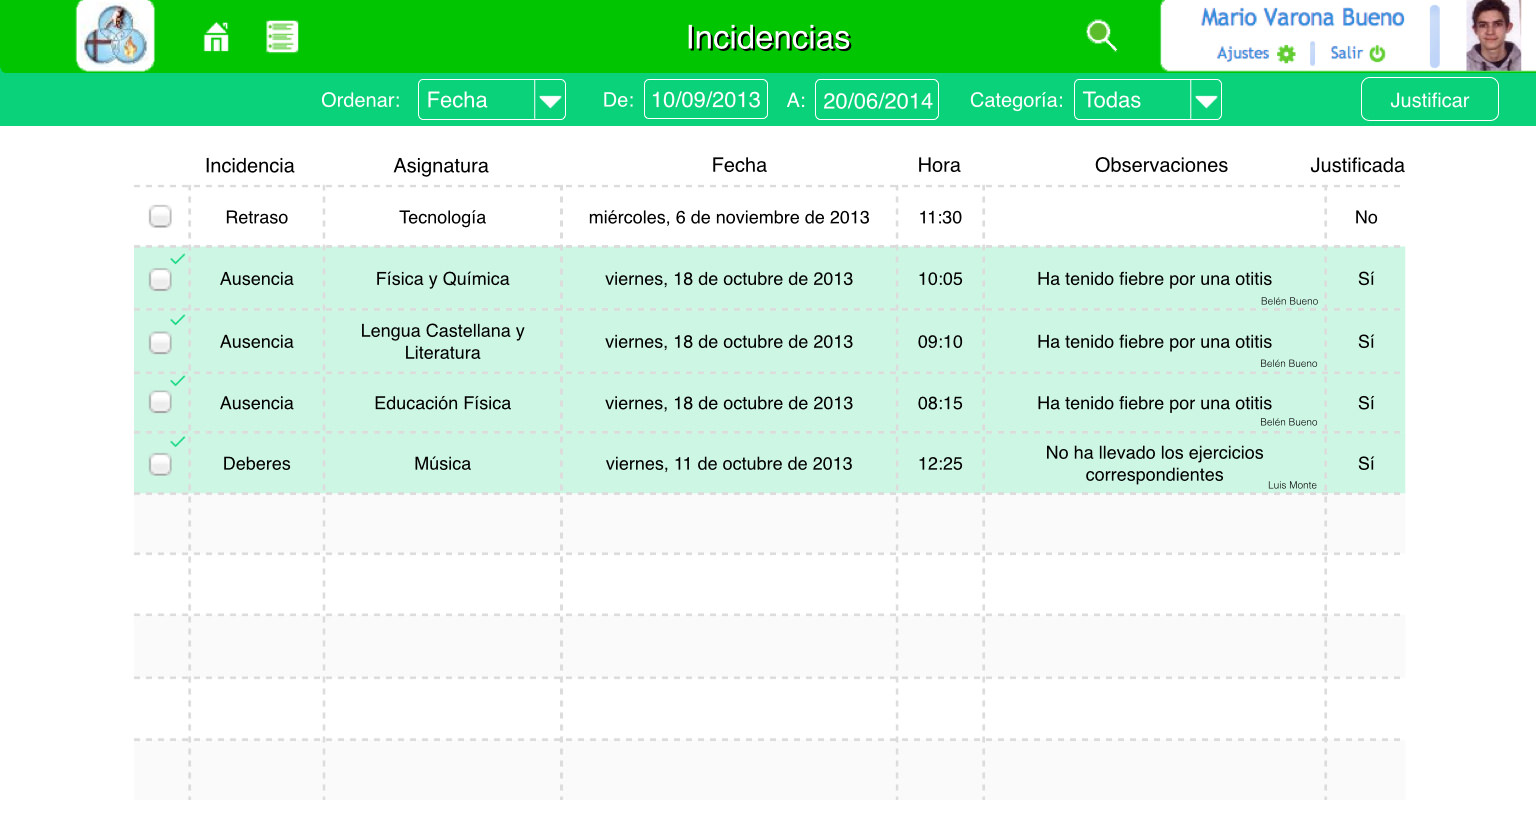 Incidencias
Mario Varona Bueno
Ajustes
Salir
Ordenar: Fecha De: 10/09/2013 A: 20/06/2014 Categoría: Todas Justificar
Incidencia Asignatura Fecha Hora Observaciones Justificada
Retraso Tecnología miércoles, 6 de noviembre de 2013 11:30 No
Ausencia Física y Química viernes, 18 de octubre de 2013 10:05 Ha tenido fiebre por una otitis Sí
Belén Bueno
Ausencia Lengua Castellana y
Literatura viernes, 18 de octubre de 2013 09:10 Ha tenido fiebre por una otitis Sí
Belén Bueno
Ausencia Educación Física viernes, 18 de octubre de 2013 08:15 Ha tenido fiebre por una otitis Sí
Belén Bueno
Deberes Música viernes, 11 de octubre de 2013 12:25 No ha llevado los ejercicios
correspondientes Sí
Luis Monte